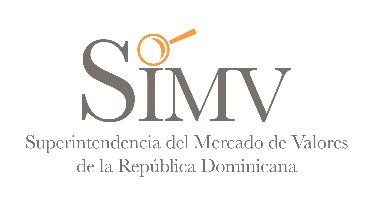 SIMV
Superintendencia del Mercado de Valores
de la República Dominicana